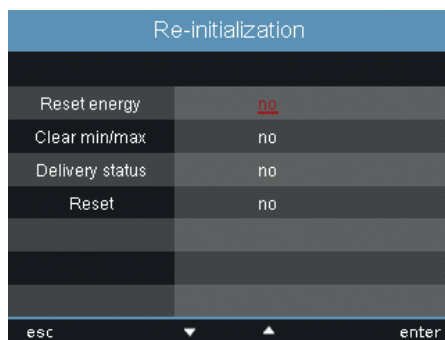 Re-initialization
Reset energy no
Clear min/max no
Delivery status no
Reset no
esc enter